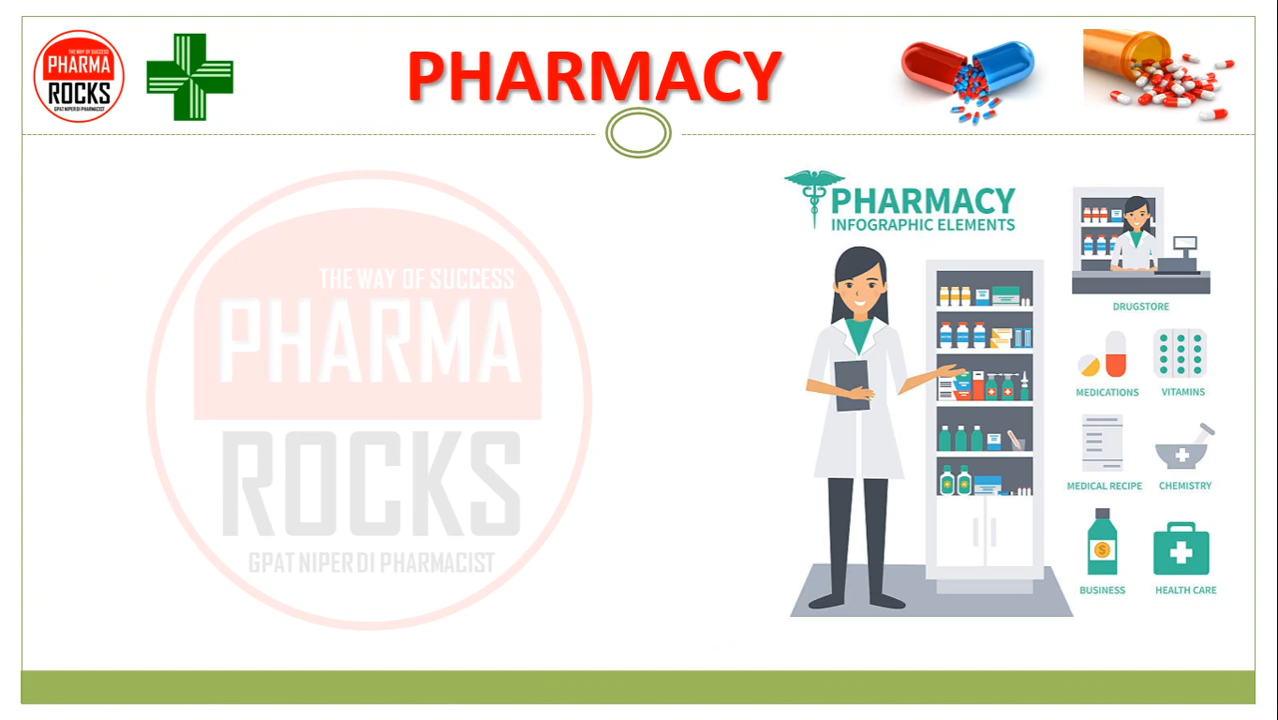 THE WAY OF SUCCESS
PHARMA
ROCKS
GPAT NIPER DI PHARMACIST
PHARMACY
THE WAY OF SUCCESS
PHARMA
ROCKS
GPAT NIPER DI PHARMACIST
PHARMACY
INFOGRAPHIC ELEMENTS
DRUGSTORE
MEDICATIONS
VITAMINS
MEDICAL RECIPE
CHEMISTRY
BUSINESS
HEALTH CARE